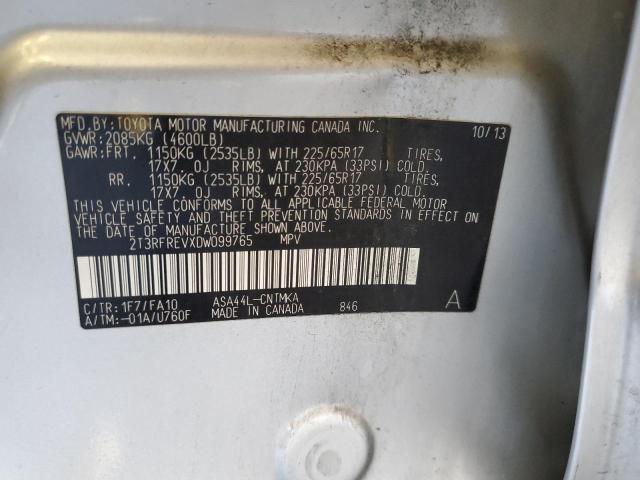 MFD.BY:TOYOTA MOTOR MANUFACTURING CANADA INC. 10/13
GVWR:2085KG (4600LB)
GAWR:FRT. 1150KG (2535LB) WITH 225/65R17 TIRES,
17X7. OJ RIMS, AT 230KPA (33PSI) COLD.
RR. 1150KG (2535LB) WITH 225/65R17 TIRES,
17X7. OJ RIMS, AT 230KPA (33PSI) COLD.
THIS VEHICLE CONFORMS TO ALL APPLICABLE FEDERAL MOTOR
VEHICLE SAFETY AND THEFT PREVENTION STANDARDS IN EFFECT ON
THE DATE OF MANUFACTURE SHOWN ABOVE.
2T3RFREVXDW099765 MPV
C/TR:1F7/FA10 ASA44L-CNTMKA A
A/TM:-01A/U760F MADE IN CANADA 846